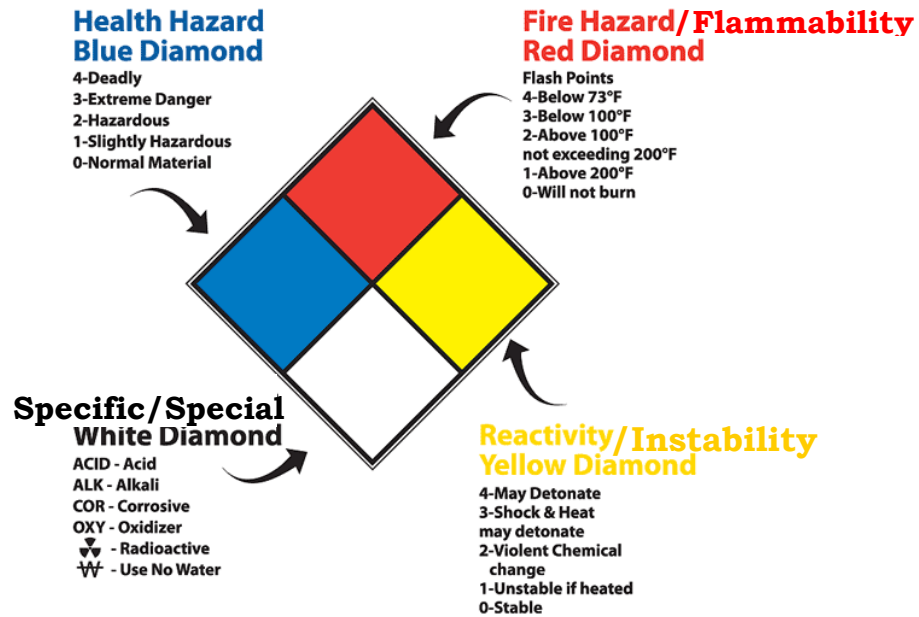 Health Hazard
Blue Diamond
4-Deadly
3-Extreme Danger
2-Hazardous
1-Slightly Hazardous
0-Normal Material
Fire Hazard/Flammability
Red Diamond
Flash Points
4-Below 73°F
3-Below 100°F
2-Above 100°F
not exceeding 200°F
1-Above 200°F
0-Will not burn
Specific/Special
White Diamond
ACID - Acid
ALK - Alkali
COR - Corrosive
OXY - Oxidizer
- Radioactive
W - Use No Water
Reactivity/Instability
Yellow Diamond
4-May Detonate
3-Shock & Heat
may detonate
2-Violent Chemical
change
1-Unstable if heated
0-Stable